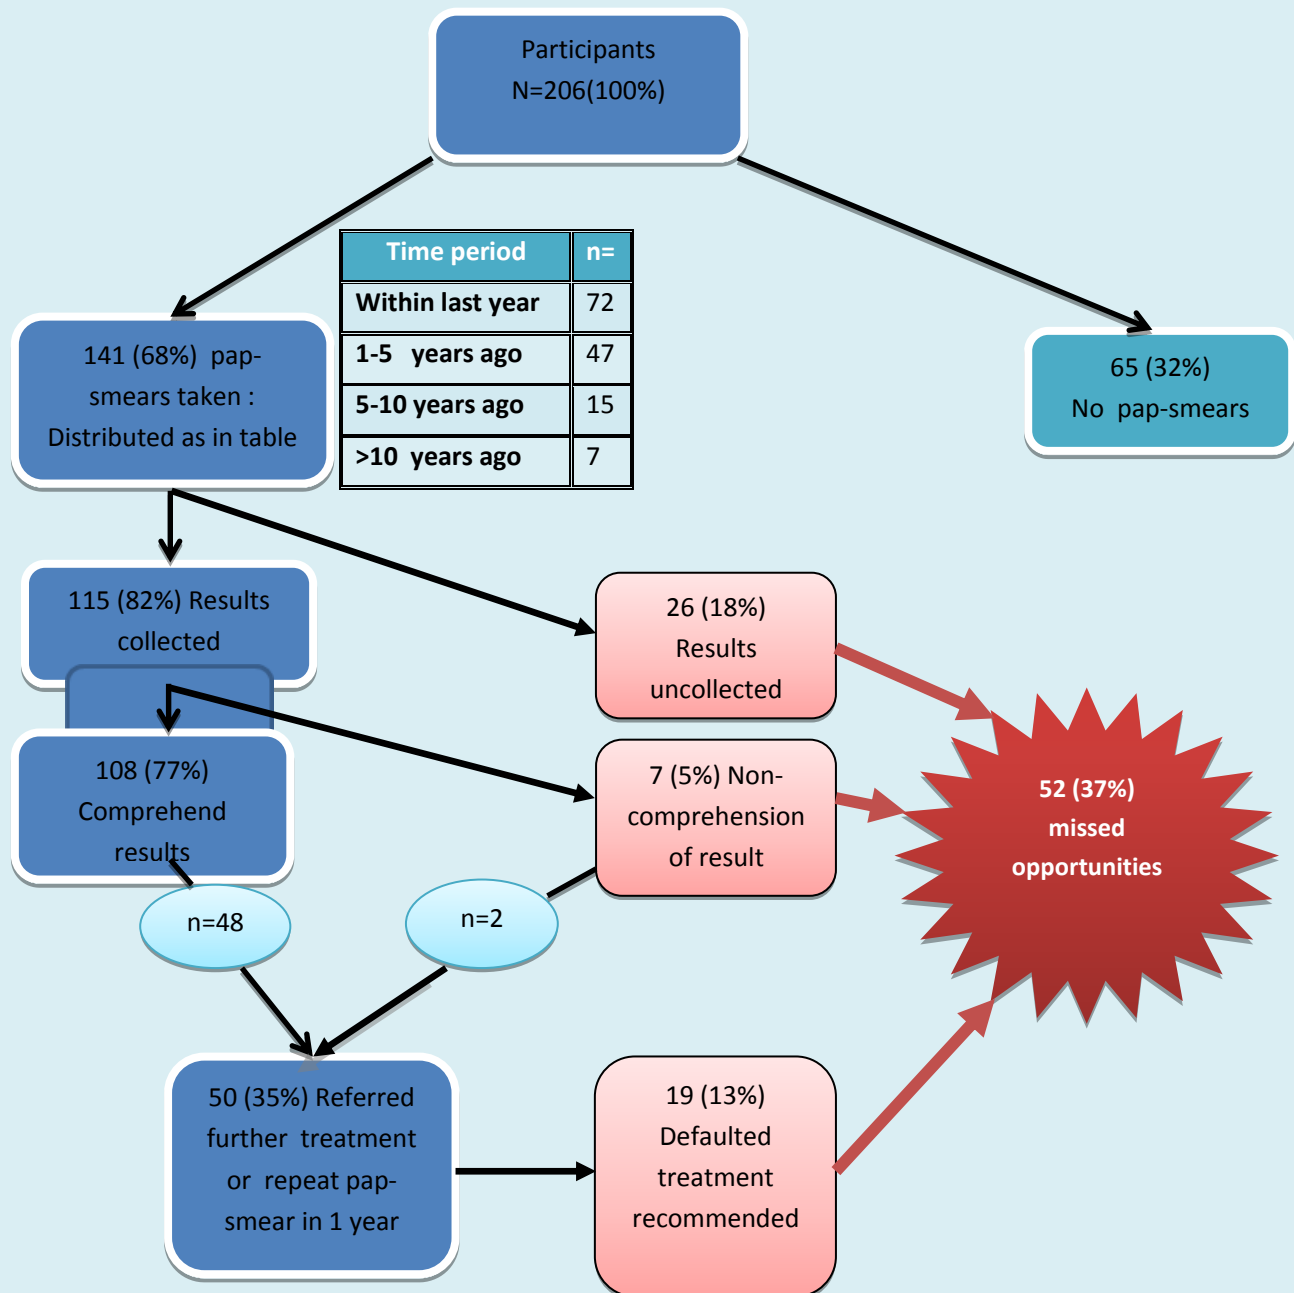 Participants
N=206(100%)
Time period n=
Within last year 72
1-5 years ago 47
5-10 years ago 15
>10 years ago 7
141 (68%) pap-
smears taken :
Distributed as in table
65 (32%)
No pap-smears
115 (82%) Results
collected
26 (18%)
Results
uncollected
108 (77%)
Comprehend
results
7 (5%) Non-
comprehension
of result
52 (37%)
missed
opportunities
n=48
n=2
50 (35%) Referred
further treatment
or repeat pap-
smear in 1 year
19 (13%)
Defaulted
treatment
recommended